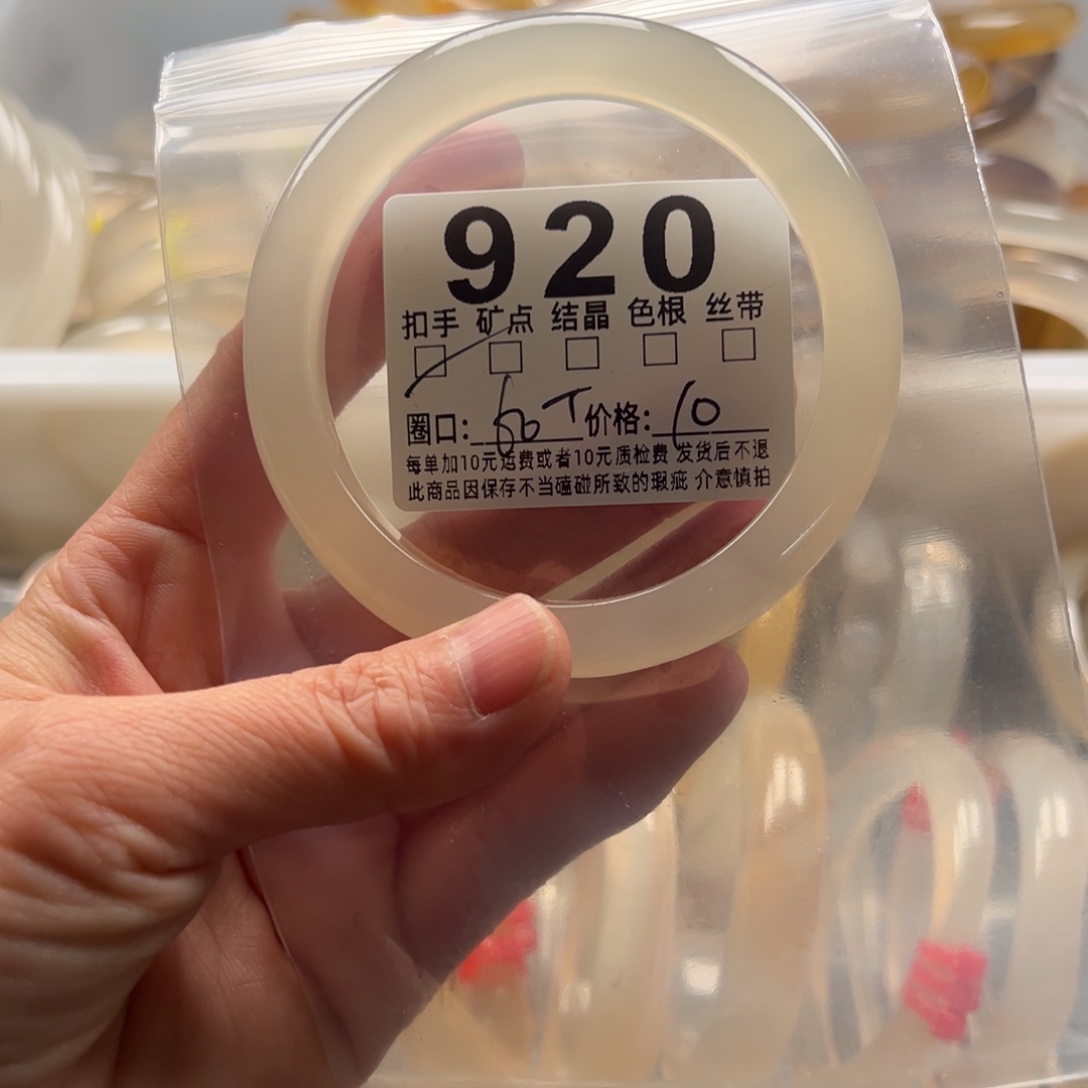 920
扣手 矿点 结晶 色根 丝带
圈口: 60T 价格: 10
每单加10元运费或者10元质检费 发货后不退
此商品因保存不当磕碰所致的瑕疵 介意慎拍